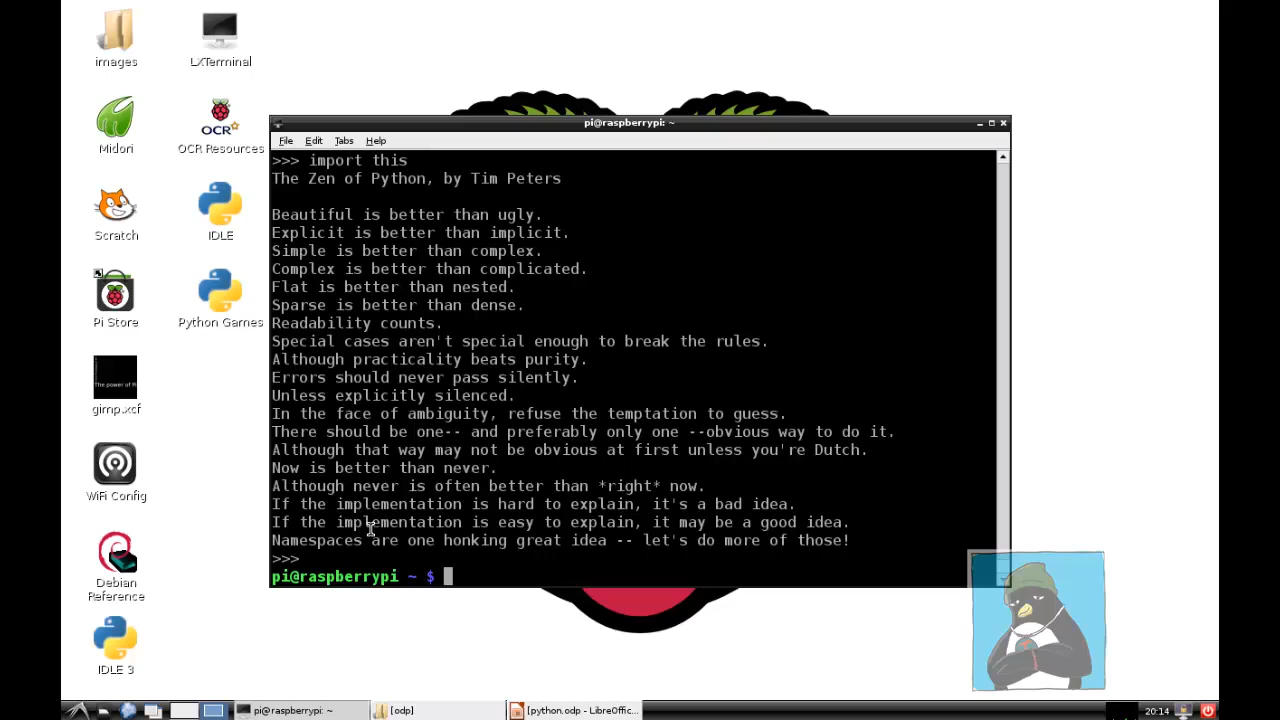 images
LXTerminal
Midori
OCR Resources
Scratch
IDLE
Pi Store
Python Games
gimp.xcf
The power of R
WiFi Config
Debian
Reference
IDLE 3
pi@raspberrypi: ~
File Edit Tabs Help
>>> import this
The Zen of Python, by Tim Peters
Beautiful is better than ugly.
Explicit is better than implicit.
Simple is better than complex.
Complex is better than complicated.
Flat is better than nested.
Sparse is better than dense.
Readability counts.
Special cases aren't special enough to break the rules.
Although practicality beats purity.
Errors should never pass silently.
Unless explicitly silenced.
In the face of ambiguity, refuse the temptation to guess.
There should be one-- and preferably only one --obvious way to do it.
Although that way may not be obvious at first unless you're Dutch.
Now is better than never.
Although never is often better than *right* now.
If the implementation is hard to explain, it's a bad idea.
If the implementation is easy to explain, it may be a good idea.
Namespaces are one honking great idea -- let's do more of those!
>>>
pi@raspberrypi ~ $
pi@raspberrypi: ~
[odp]
[python.odp - LibreOffic...
20:14